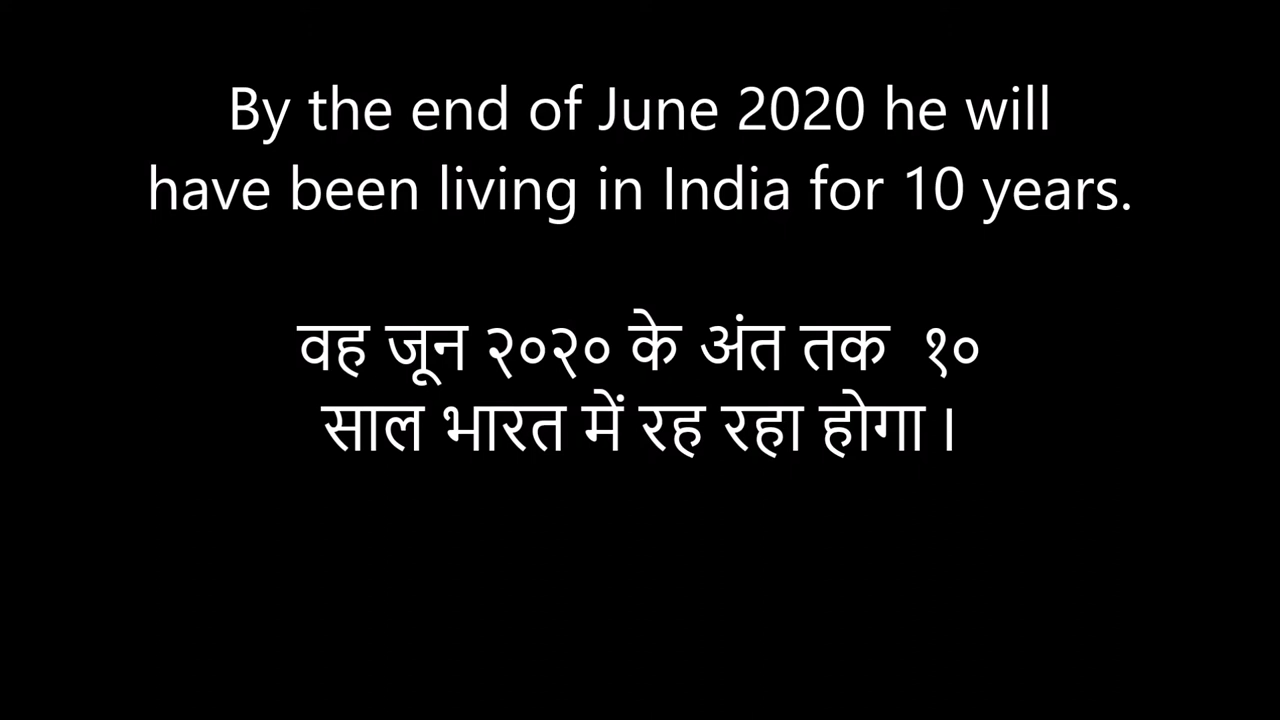 By the end of June 2020 he will
have been living in India for 10 years.
वह जून २०२० के अंत तक  १०
साल भारत में रह रहा होगा ।